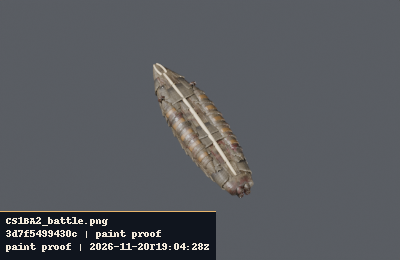 CS1BA2_battle.png
3d7f5499430c | paint proof
paint proof | 2026-11-20T19:04:28Z